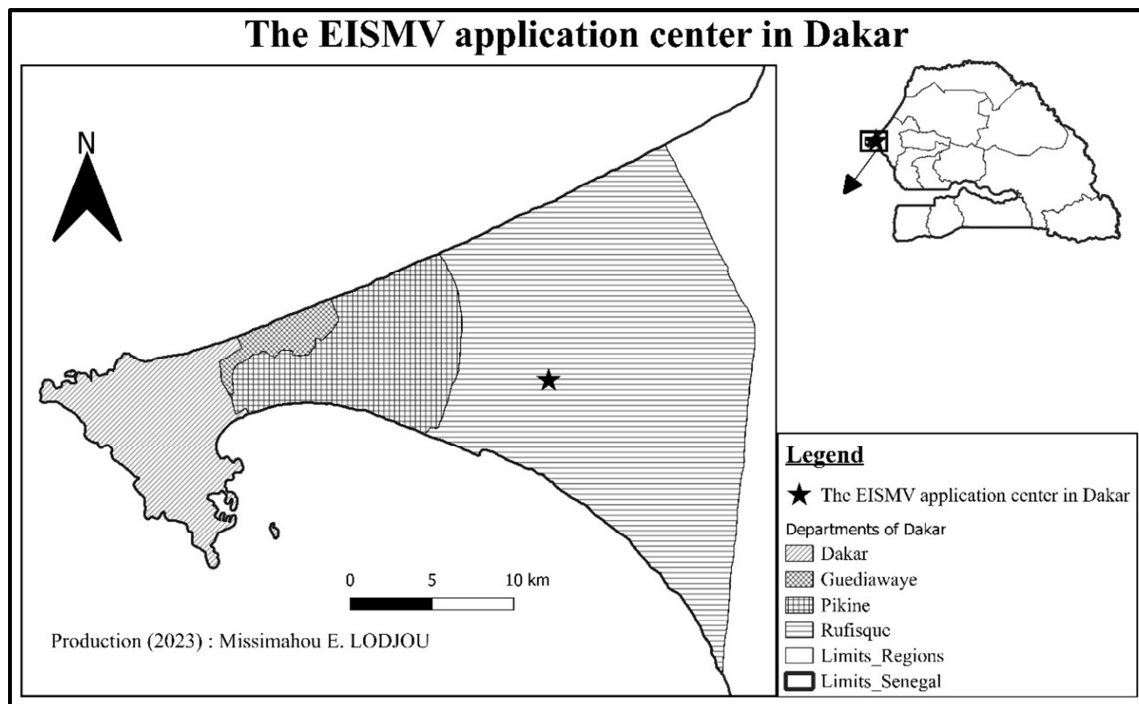 The EISMV application center in Dakar
N
0 5 10 km
Production (2023) : Missimahou E. LODJOU
Legend
The EISMV application center in Dakar
Departments of Dakar
Dakar
Guediawaye
Pikine
Rufisque
Limits_Regions
Limits_Senegal